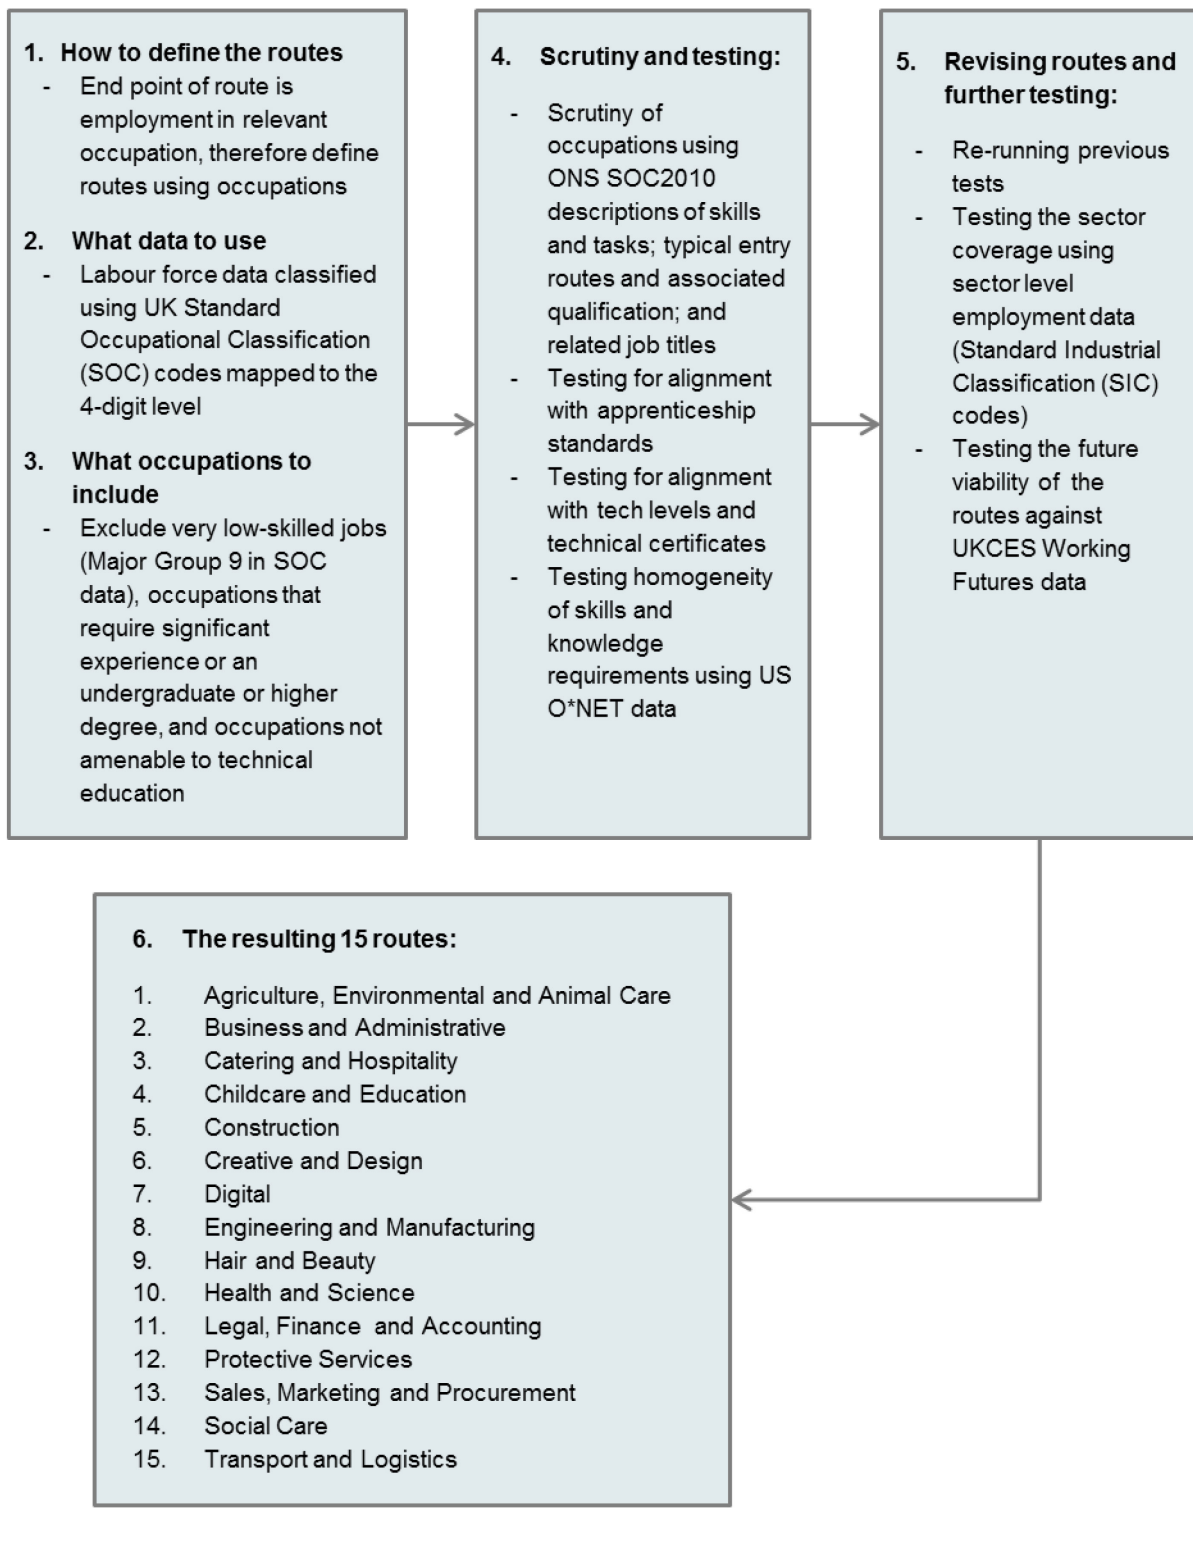 1. How to define the routes
- End point of route is
employment in relevant
occupation, therefore define
routes using occupations
2. What data to use
- Labour force data classified
using UK Standard
Occupational Classification
(SOC) codes mapped to the
4-digit level
3. What occupations to
include
- Exclude very low-skilled jobs
(Major Group 9 in SOC
data), occupations that
require significant
experience or an
undergraduate or higher
degree, and occupations not
amenable to technical
education
4. Scrutiny and testing:
- Scrutiny of
occupations using
ONS SOC2010
descriptions of skills
and tasks; typical entry
routes and associated
qualification; and
related job titles
- Testing for alignment
with apprenticeship
standards
- Testing for alignment
with tech levels and
technical certificates
- Testing homogeneity
of skills and
knowledge
requirements using US
O*NET data
5. Revising routes and
further testing:
- Re-running previous
tests
- Testing the sector
coverage using
sector level
employment data
(Standard Industrial
Classification (SIC)
codes)
- Testing the future
viability of the
routes against
UKCES Working
Futures data
6. The resulting 15 routes:
1. Agriculture, Environmental and Animal Care
2. Business and Administrative
3. Catering and Hospitality
4. Childcare and Education
5. Construction
6. Creative and Design
7. Digital
8. Engineering and Manufacturing
9. Hair and Beauty
10. Health and Science
11. Legal, Finance and Accounting
12. Protective Services
13. Sales, Marketing and Procurement
14. Social Care
15. Transport and Logistics